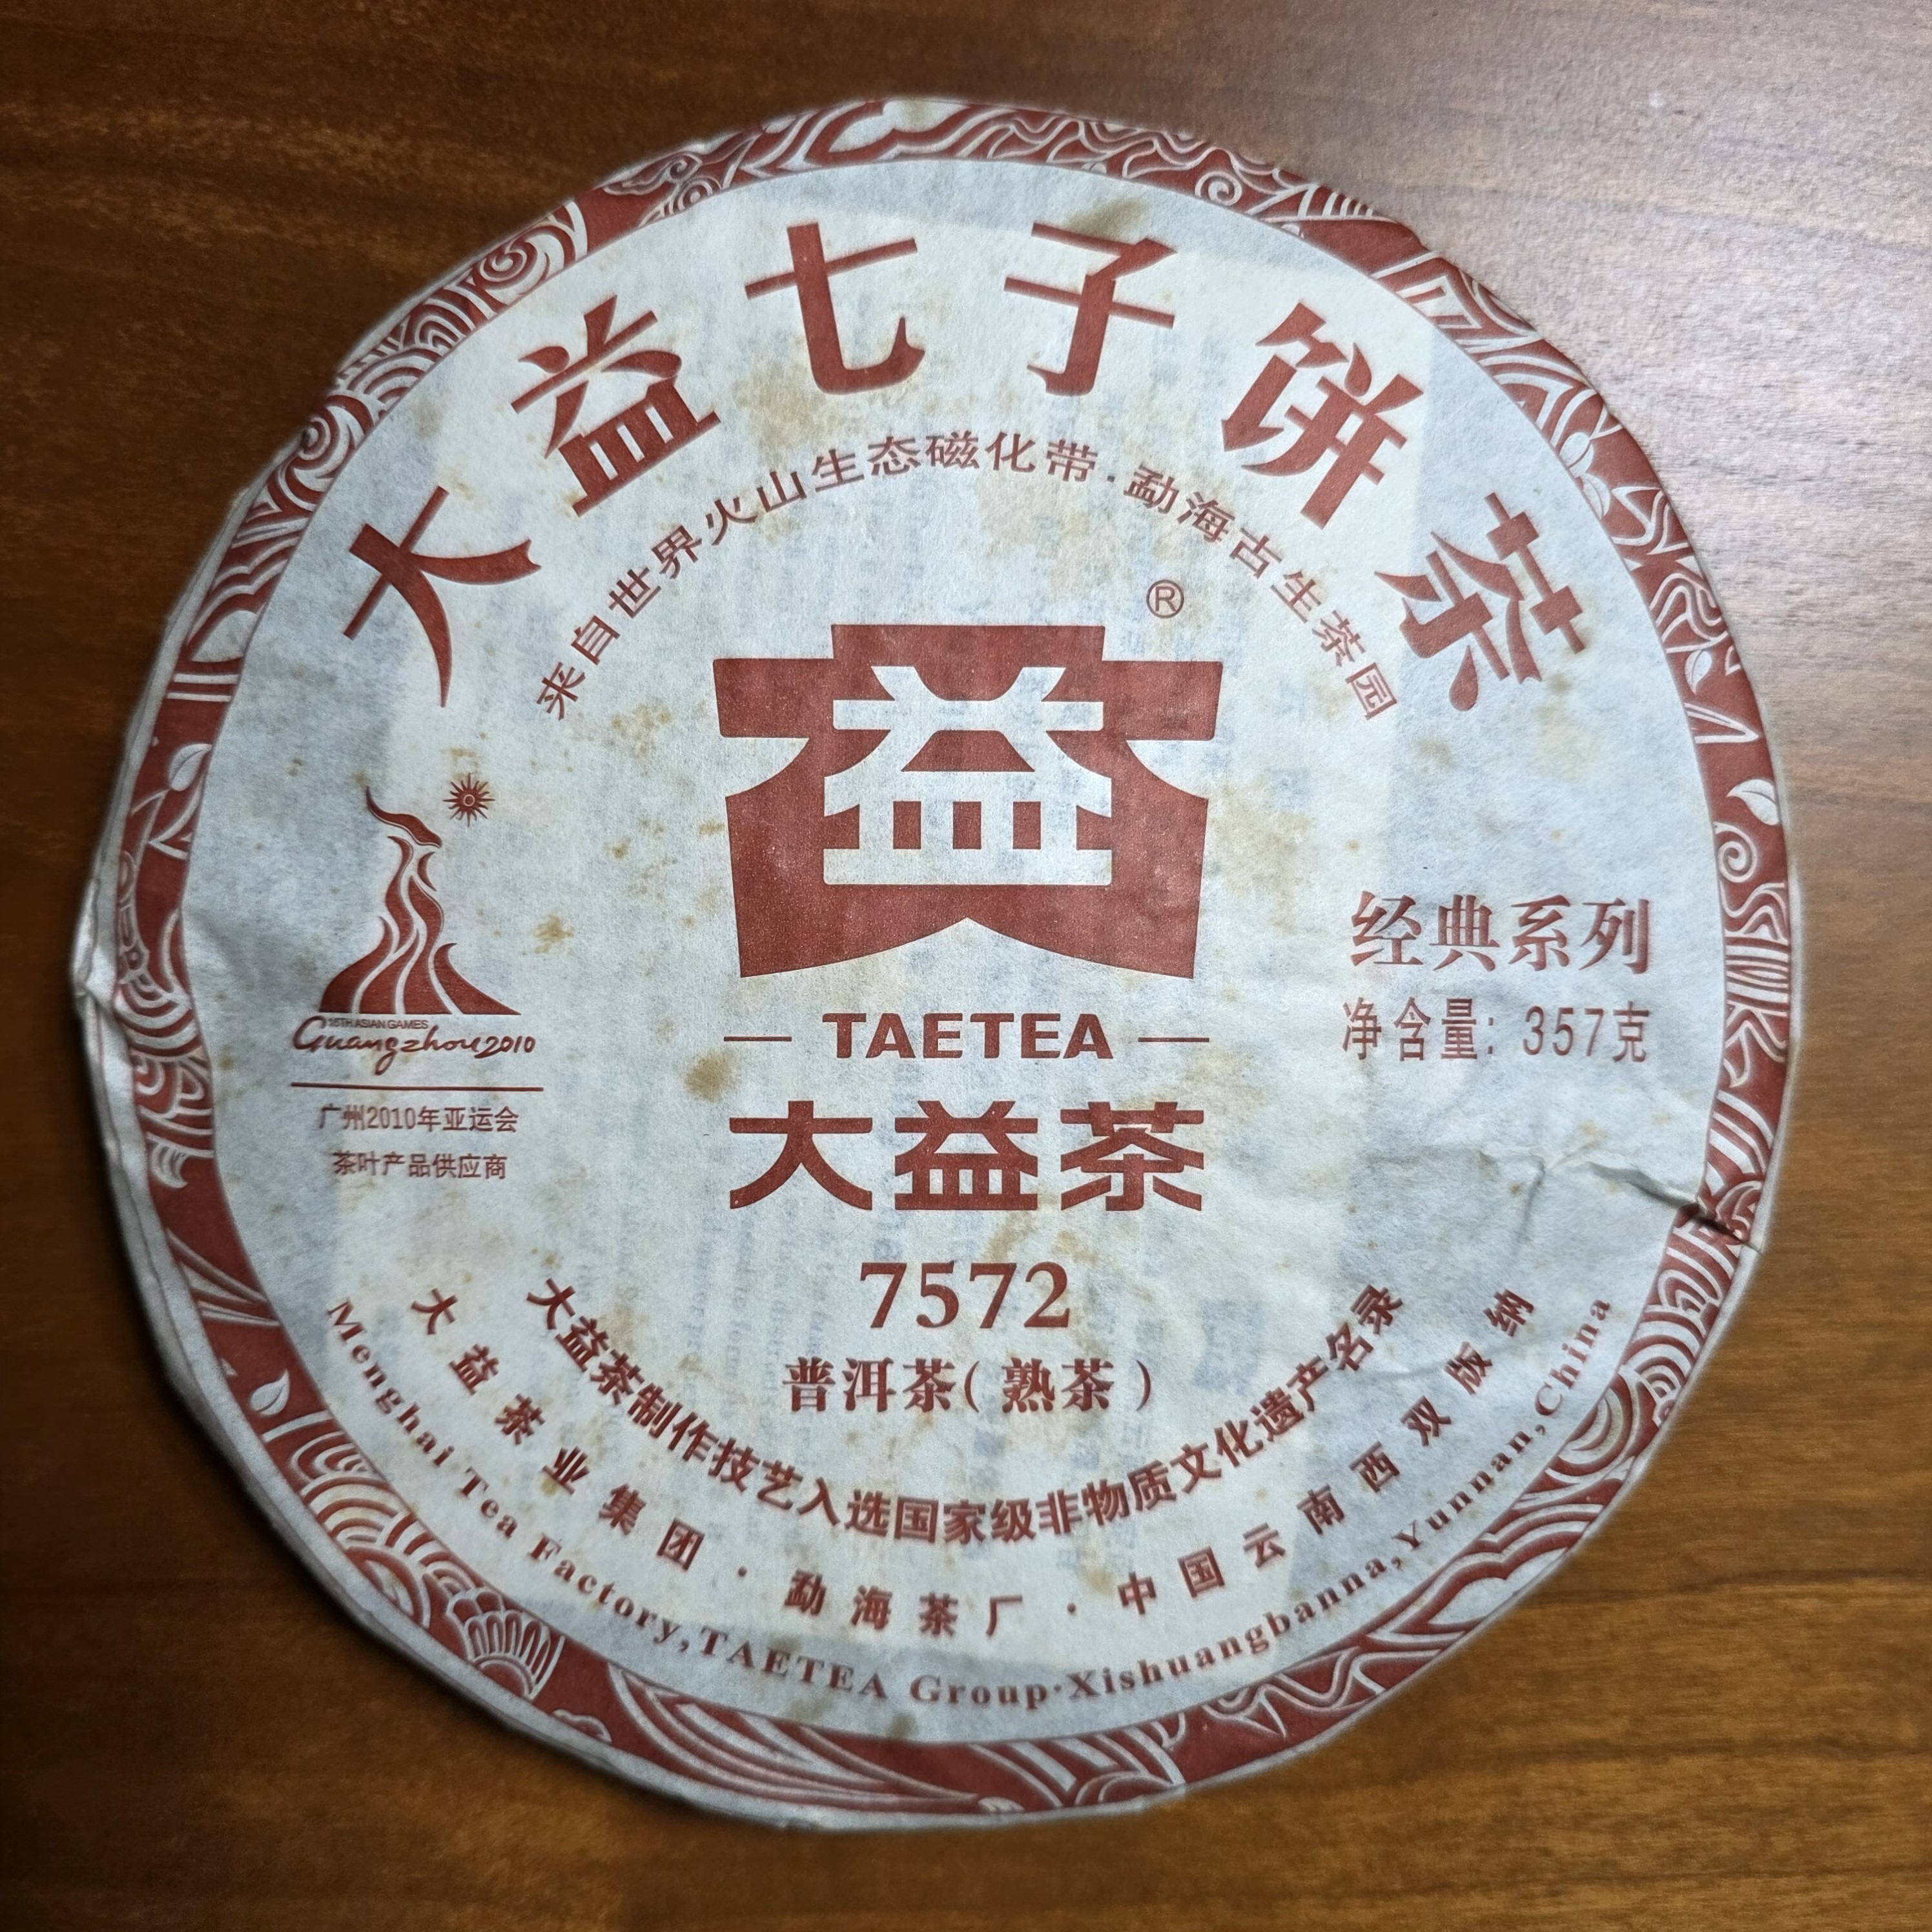 大益七子饼茶
来自世界火山生态磁化带·勐海古生茶园
®
益
TAETEA
大益茶
16TH ASIAN GAMES
Guangzhou 2010
广州2010年亚运会
茶叶产品供应商
经典系列
净含量: 357克
7572
普洱茶(熟茶)
大益茶制作技艺入选国家级非物质文化遗产名录
大益茶业集团·勐海茶厂·中国云南西双版纳
Menghai Tea Factory,TAETEA Group·Xishuangbanna,Yunnan,China